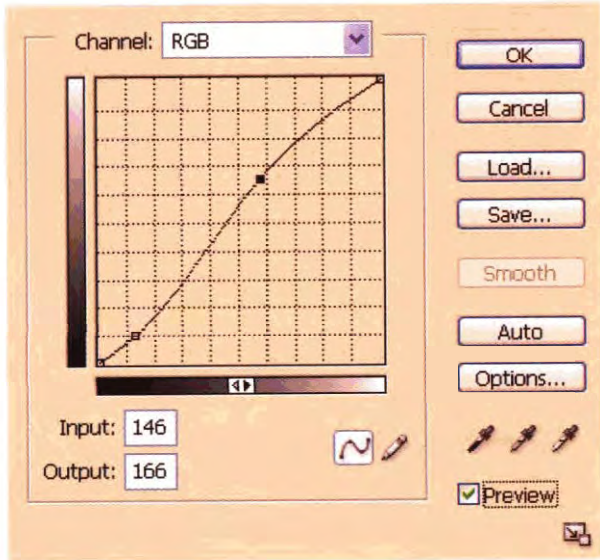 Channel: RGB
OK
Cancel
Load...
Save...
Smooth
Auto
Options...
Input: 146
Output: 166
Preview